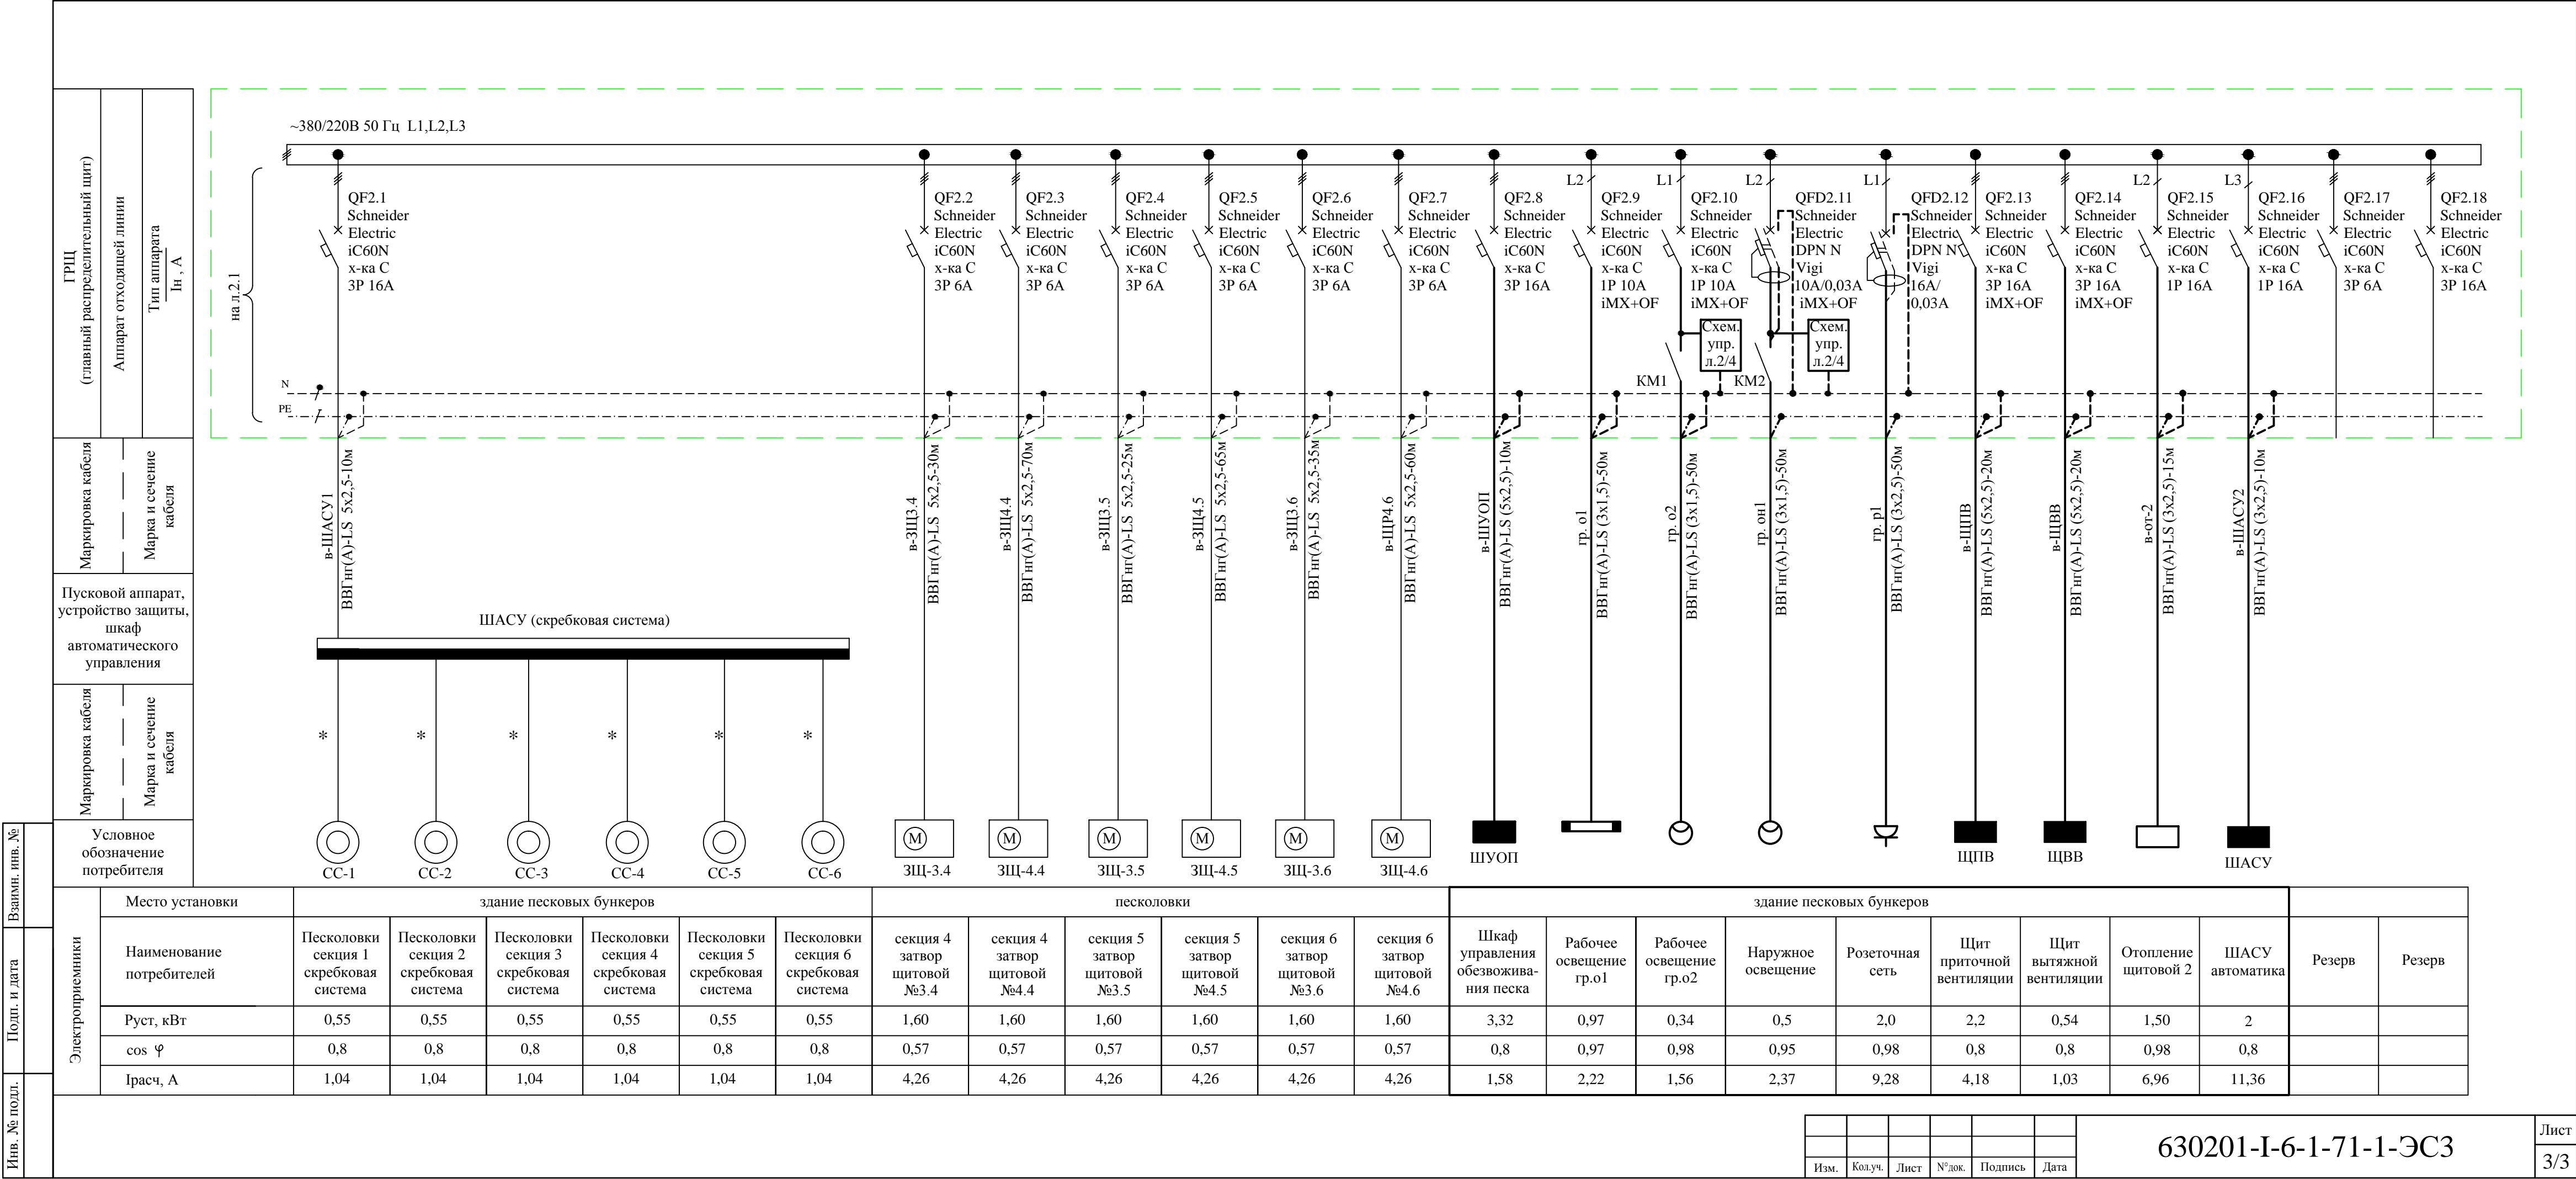 ~380/220В 50 Гц  L1,L2,L3
ГРЩ
(главный распределительный щит)
Аппарат отходящей линии
Тип аппарата
Iн , А
на л.2.1
N
PE
QF2.1
Schneider
Electric
iC60N
х-ка С
3P 16A
QF2.2
Schneider
Electric
iC60N
х-ка С
3P 6A
QF2.3
Schneider
Electric
iC60N
х-ка С
3P 6A
QF2.4
Schneider
Electric
iC60N
х-ка С
3P 6A
QF2.5
Schneider
Electric
iC60N
х-ка С
3P 6A
QF2.6
Schneider
Electric
iC60N
х-ка С
3P 6A
QF2.7
Schneider
Electric
iC60N
х-ка С
3P 6A
QF2.8
Schneider
Electric
iC60N
х-ка С
3P 16A
L2
QF2.9
Schneider
Electric
iC60N
х-ка С
1P 10A
iMX+OF
L1
QF2.10
Schneider
Electric
iC60N
х-ка С
1P 10A
iMX+OF
Схем.
упр.
л.2/4
КМ1
L2
QFD2.11
Schneider
Electric
DPN N
Vigi
10A/0,03A
iMX+OF
Схем.
упр.
л.2/4
КМ2
L1
QFD2.12
Schneider
Electric
DPN N
Vigi
16A/
0,03A
QF2.13
Schneider
Electric
iC60N
х-ка С
3P 16A
iMX+OF
QF2.14
Schneider
Electric
iC60N
х-ка С
3P 16A
iMX+OF
L2
QF2.15
Schneider
Electric
iC60N
х-ка С
1P 16A
L3
QF2.16
Schneider
Electric
iC60N
х-ка С
1P 16A
QF2.17
Schneider
Electric
iC60N
х-ка С
3P 6A
QF2.18
Schneider
Electric
iC60N
х-ка С
3P 16A
Маркировка кабеля
Марка и сечение
кабеля
в-ШАСУ1
ВВГнг(А)-LS  5х2,5-10м
в-ЗЩ3.4
ВВГнг(А)-LS  5х2,5-30м
в-ЗЩ4.4
ВВГнг(А)-LS  5х2,5-70м
в-ЗЩ3.5
ВВГнг(А)-LS  5х2,5-25м
в-ЗЩ4.5
ВВГнг(А)-LS  5х2,5-65м
в-ЗЩ3.6
ВВГнг(А)-LS  5х2,5-35м
в-ЩР4.6
ВВГнг(А)-LS  5х2,5-60м
в-ШУОП
ВВГнг(А)-LS (5х2,5)-10м
гр. о1
ВВГнг(А)-LS (3х1,5)-50м
гр. о2
ВВГнг(А)-LS (3х1,5)-50м
гр. он1
ВВГнг(А)-LS (3х1,5)-50м
гр. р1
ВВГнг(А)-LS (3х2,5)-50м
в-ЩПВ
ВВГнг(А)-LS (5х2,5)-20м
в-ЩВВ
ВВГнг(А)-LS (5х2,5)-20м
в-от-2
ВВГнг(А)-LS (3х2,5)-15м
в-ШАСУ2
ВВГнг(А)-LS (3х2,5)-10м
Пусковой аппарат,
устройство защиты,
шкаф
автоматического
управления
ШАСУ (скребковая система)
Маркировка кабеля
Марка и сечение
кабеля
* * * * * *
Условное
обозначение
потребителя
СС-1 СС-2 СС-3 СС-4 СС-5 СС-6
М М М М М М
ЗЩ-3.4 ЗЩ-4.4 ЗЩ-3.5 ЗЩ-4.5 ЗЩ-3.6 ЗЩ-4.6
ШУОП ЩПВ ЩВВ ШАСУ
Электроприемники
Место установки здание песковых бункеров песколовки здание песковых бункеров
Наименование
потребителей
Песколовки
секция 1
скребковая
система
Песколовки
секция 2
скребковая
система
Песколовки
секция 3
скребковая
система
Песколовки
секция 4
скребковая
система
Песколовки
секция 5
скребковая
система
Песколовки
секция 6
скребковая
система
секция 4
затвор
щитовой
№3.4
секция 4
затвор
щитовой
№4.4
секция 5
затвор
щитовой
№3.5
секция 5
затвор
щитовой
№4.5
секция 6
затвор
щитовой
№3.6
секция 6
затвор
щитовой
№4.6
Шкаф
управления
обезвожива-
ния песка
Рабочее
освещение
гр.о1
Рабочее
освещение
гр.о2
Наружное
освещение
Розеточная
сеть
Щит
приточной
вентиляции
Щит
вытяжной
вентиляции
Отопление
щитовой 2
ШАСУ
автоматика
Резерв
Резерв
Руст, кВт 0,55 0,55 0,55 0,55 0,55 0,55 1,60 1,60 1,60 1,60 1,60 1,60 3,32 0,97 0,34 0,5 2,0 2,2 0,54 1,50 2
cos φ 0,8 0,8 0,8 0,8 0,8 0,8 0,57 0,57 0,57 0,57 0,57 0,57 0,8 0,97 0,98 0,95 0,98 0,8 0,8 0,98 0,8
Iрасч, А 1,04 1,04 1,04 1,04 1,04 1,04 4,26 4,26 4,26 4,26 4,26 4,26 1,58 2,22 1,56 2,37 9,28 4,18 1,03 6,96 11,36
Взаимн. инв. №
Подп. и дата
Инв. № подл.
Изм. Кол.уч. Лист №док. Подпись Дата
630201-I-6-1-71-1-ЭС3
Лист
3/3